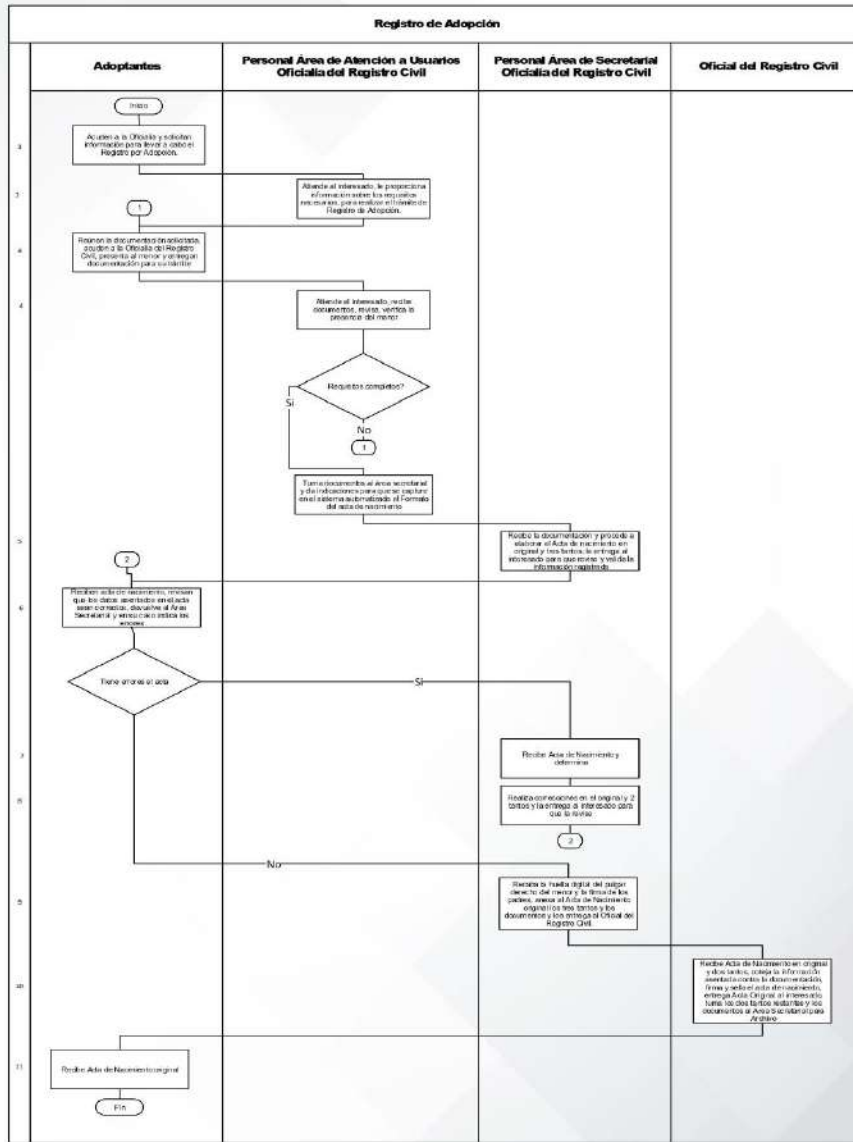 Registro de Adopción
Adoptantes
Personal Área de Atención a Usuarios
Oficialía del Registro Civil
Personal Área de Secretarial
Oficialía del Registro Civil
Oficial del Registro Civil
Inicio
1
Acuden a la Oficialía y solicitan
información para llevar a cabo el
Registro por Adopción.
2
Atiende al interesado, le proporciona
información sobre los requisitos
necesarios, para realizar el trámite de
Registro de Adopción.
1
Reúnen la documentación solicitada,
acuden a la Oficialía del Registro
Civil, presenta al menor y entregan
documentación para su trámite
4
Atiende al interesado, recibe
documentos, revisa, verifica la
presencia del menor
Requisitos completos?
Si
No
1
Turna documentos al área secretarial
y da indicaciones para que se capture
en el sistema automatizado el Formato
del acta de nacimiento
5
Recibe la documentación y procede a
elaborar el Acta de nacimiento en
original y tres tantos, le entrega al
interesado para que revise y valide la
información registrada
2
6
Reciben acta de nacimiento, revisan
que los datos asentados en el acta
sean correctos, devuelve al Área
Secretarial y en su caso indica los
errores
Tiene errores el acta
Si
7
Recibe Acta de Nacimiento y
determina
8
Realiza correcciones en el original y 2
tantos y la entrega al interesado para
que la revise
2
No
9
Recaba la huella digital del pulgar
derecho del menor y la firma de los
padres, anexa al Acta de Nacimiento
original los tres tantos y los
documentos y los entrega al Oficial del
Registro Civil.
10
Recibe Acta de Nacimiento en original
y dos tantos, coteja la información
asentada contra la documentación,
firma y sella el acta de nacimiento,
entrega Acta Original al interesado
turna los dos tantos restantes y los
documentos al Área Secretarial para
Archivo
11
Recibe Acta de Nacimiento original
Fin